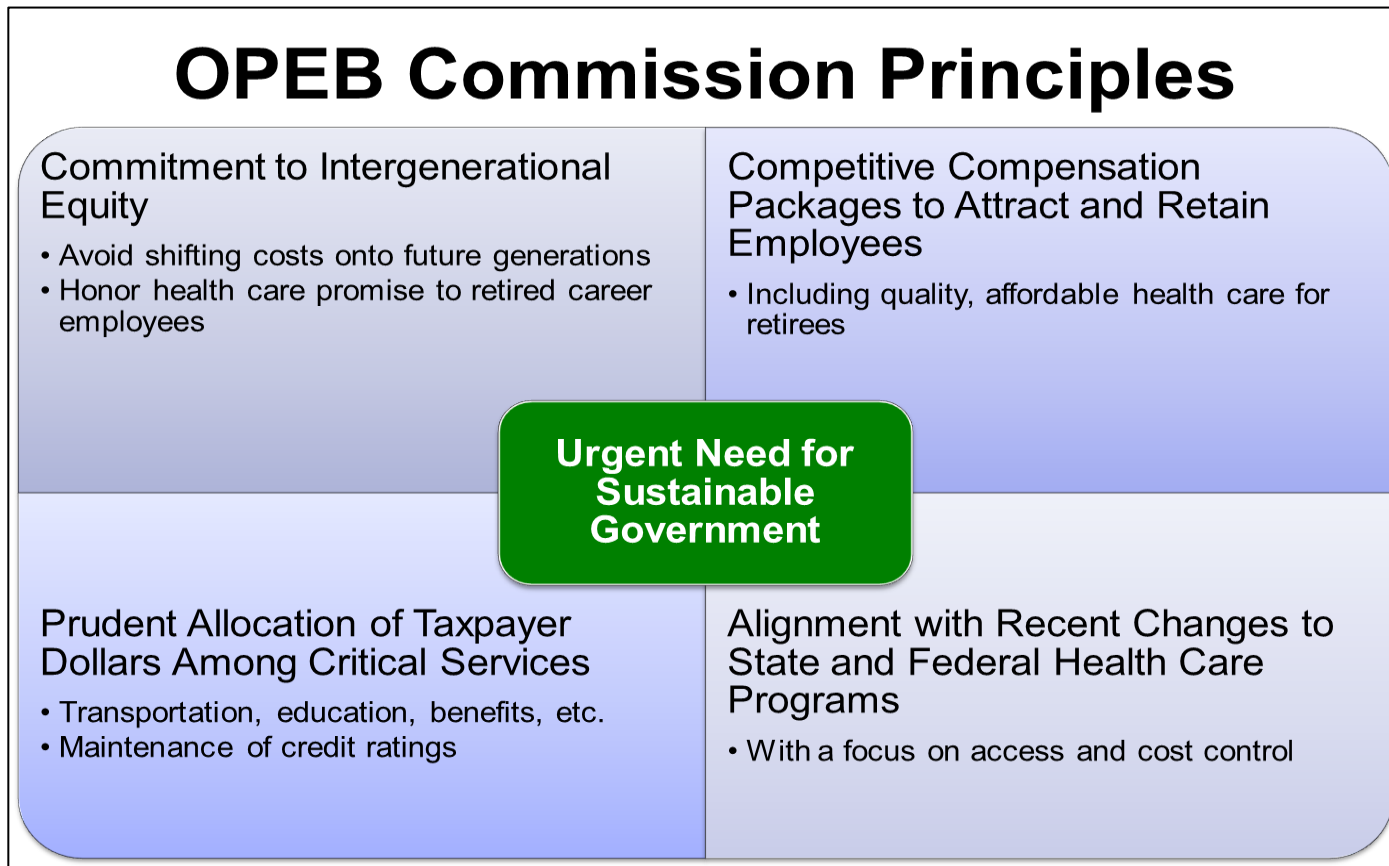 OPEB Commission Principles
Commitment to Intergenerational
Equity
• Avoid shifting costs onto future generations
• Honor health care promise to retired career
employees
Competitive Compensation
Packages to Attract and Retain
Employees
• Including quality, affordable health care for
retirees
Urgent Need for
Sustainable
Government
Prudent Allocation of Taxpayer
Dollars Among Critical Services
• Transportation, education, benefits, etc.
• Maintenance of credit ratings
Alignment with Recent Changes to
State and Federal Health Care
Programs
• With a focus on access and cost control